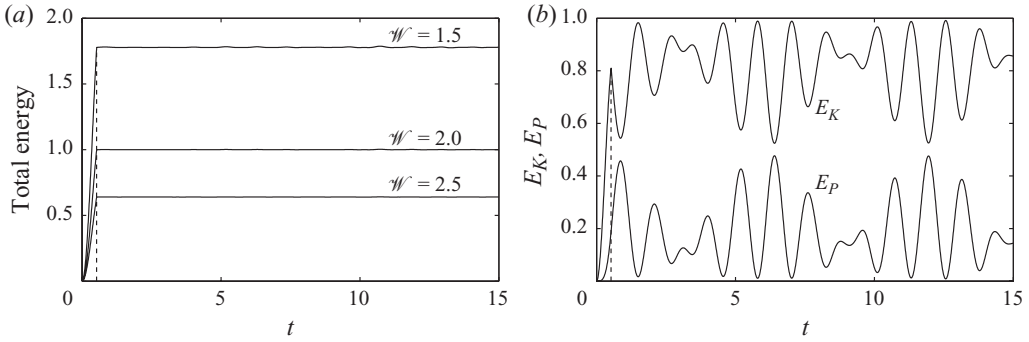 (a)
2.0
1.5
1.0
0.5
0
5
10
15
Total energy
t
𝒲 = 1.5
𝒲 = 2.0
𝒲 = 2.5
(b)
1.0
0.8
0.6
0.4
0.2
0
5
10
15
E_K, E_P
t
E_K
E_P